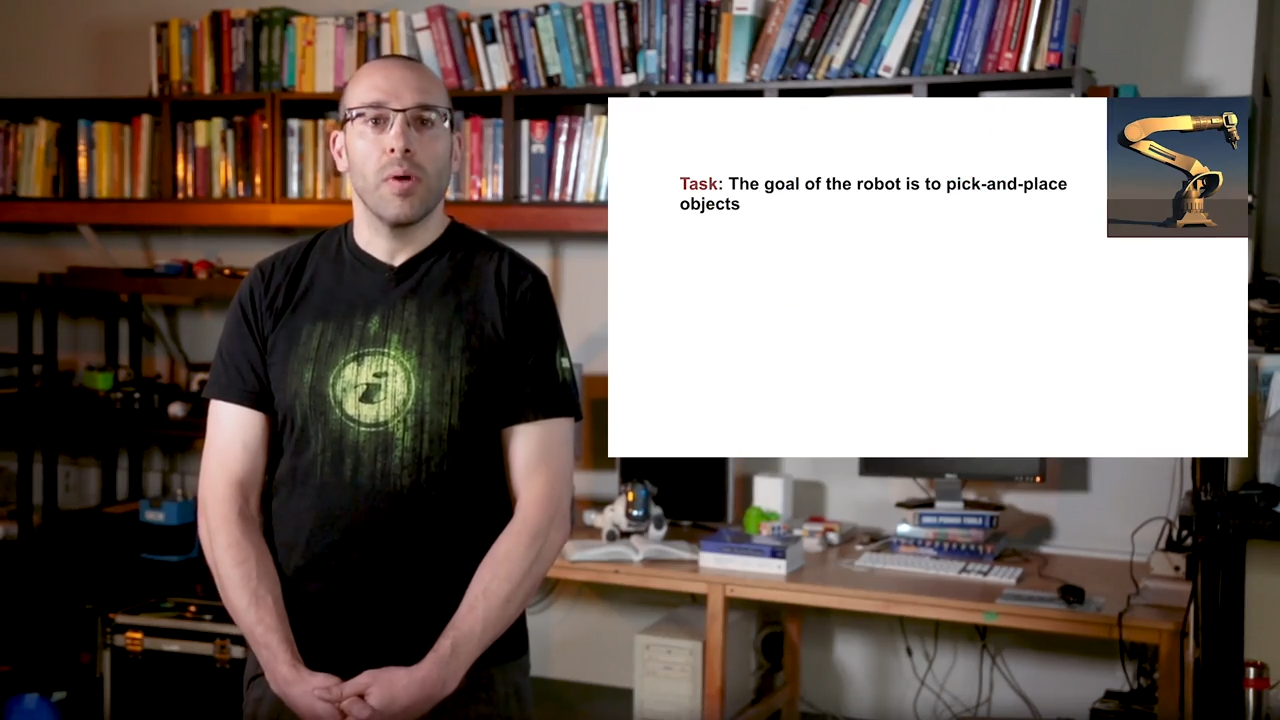 Task: The goal of the robot is to pick-and-place
objects
i